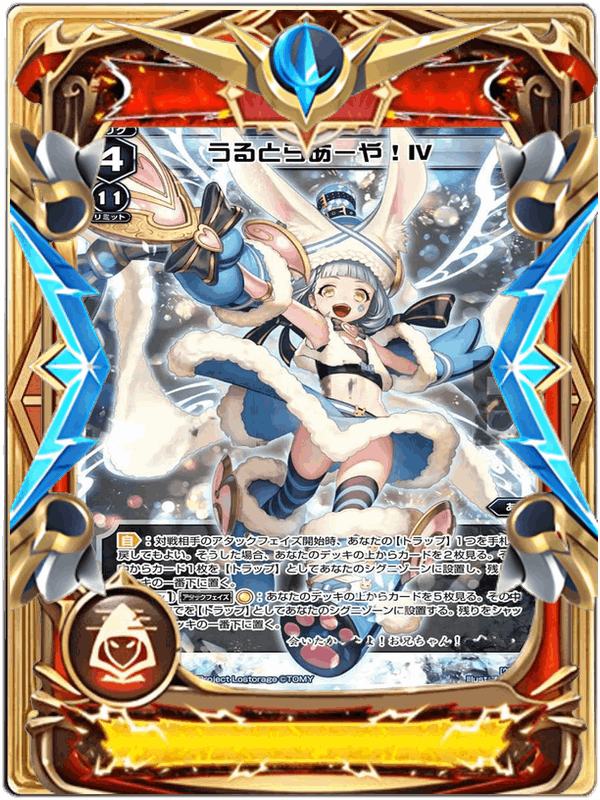 4
うるとらぁーや！Ⅳ
11
リミット
自：対戦相手のアタックフェイズ開始時、あなたの【トラップ】１つを手札
戻してもよい。そうした場合、あなたのデッキの上からカードを２枚見る。そ
からカード１枚を【トラップ】としてあなたのシグニゾーンに設置し、残り
ッキの一番下に置く。
アタックフェイズ ：あなたのデッキの上からカードを５枚見る。その中
でを【トラップ】としてあなたのシグニゾーンに設置する。残りをシャッ
ッキの一番下に置く。
会いたか よ！お兄ちゃん！
Project Lostorage ©TOMY
Illust